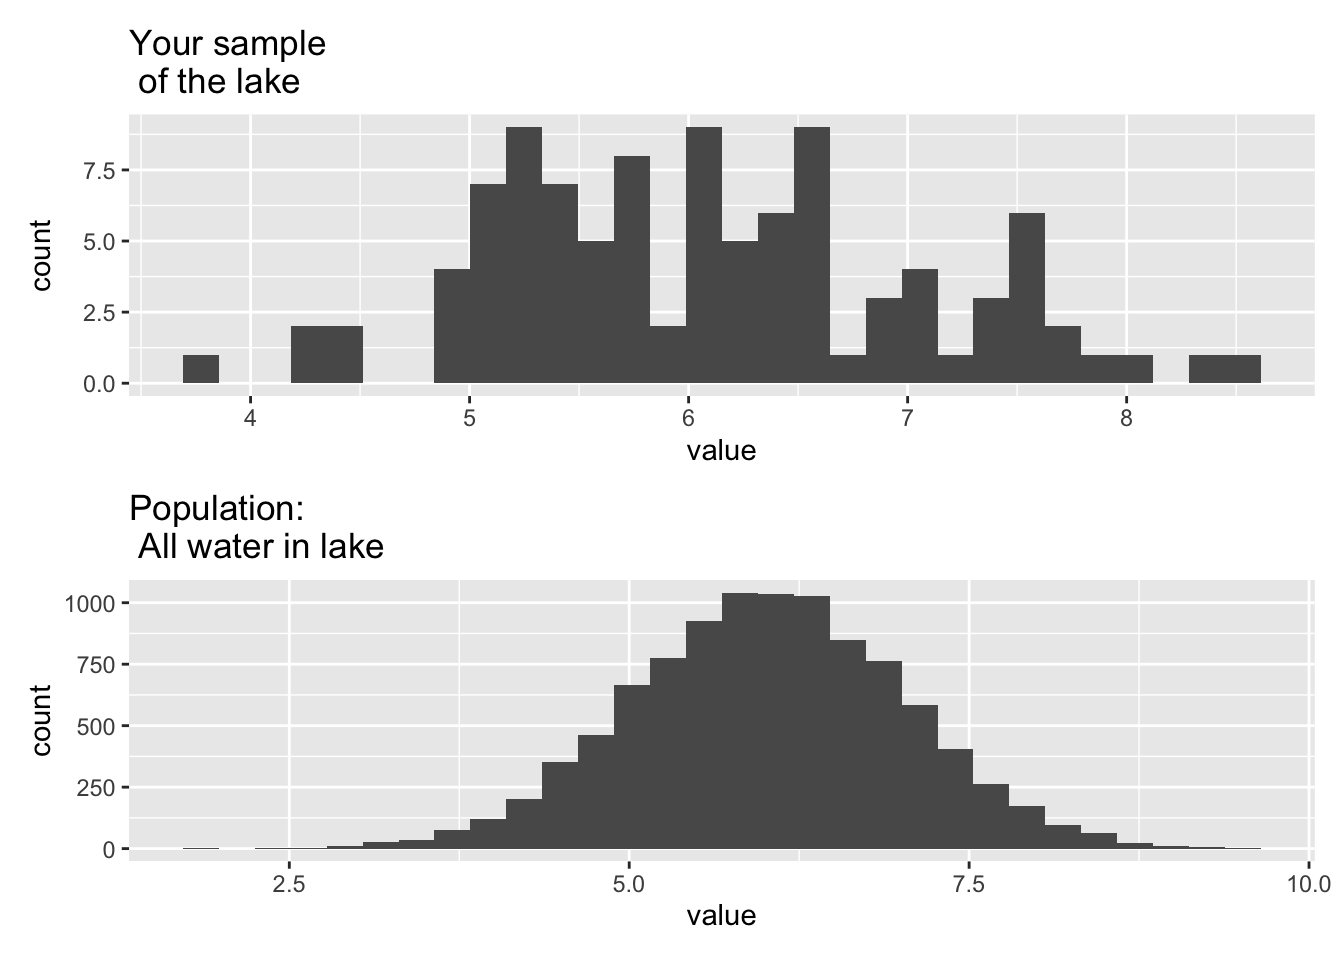 Your sample
of the lake
7.5
5.0
2.5
0.0
count
4 5 6 7 8
value
Population:
All water in lake
1000
750
500
250
0
count
2.5 5.0 7.5 10.0
value